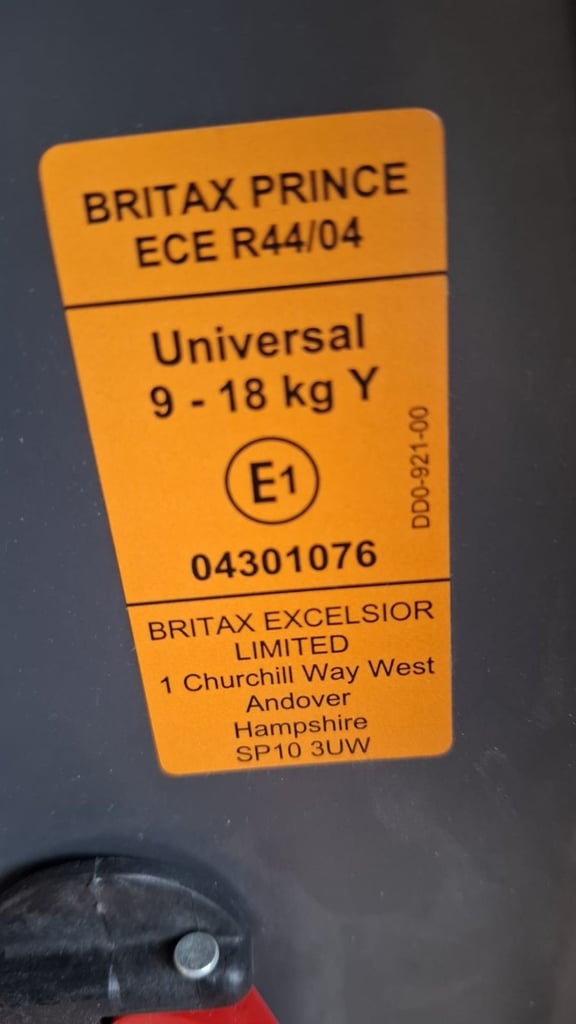 BRITAX PRINCE
ECE R44/04
Universal
9 - 18 kg Y
E1
DD0-921-00
04301076
BRITAX EXCELSIOR
LIMITED
1 Churchill Way West
Andover
Hampshire
SP10 3UW